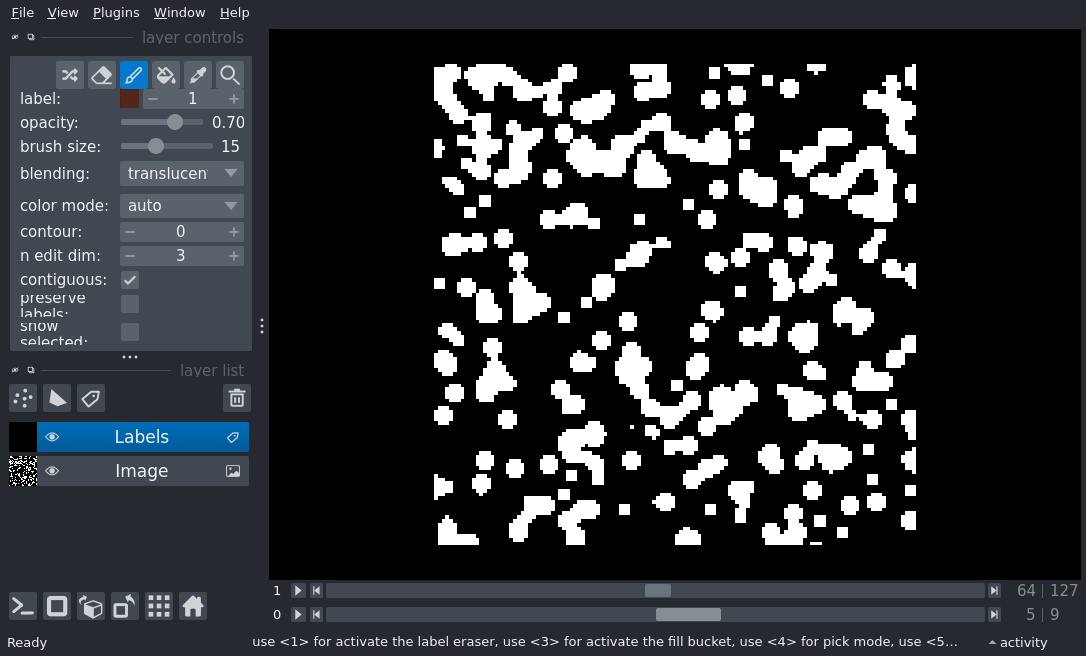 File View Plugins Window Help
layer controls
label: 1
opacity: 0.70
brush size: 15
blending: translucen
color mode: auto
contour: 0
n edit dim: 3
contiguous:
preserve
labels:
show
selected:
layer list
Labels
Image
1 64 | 127
0 5 | 9
Ready use <1> for activate the label eraser, use <3> for activate the fill bucket, use <4> for pick mode, use <5... activity